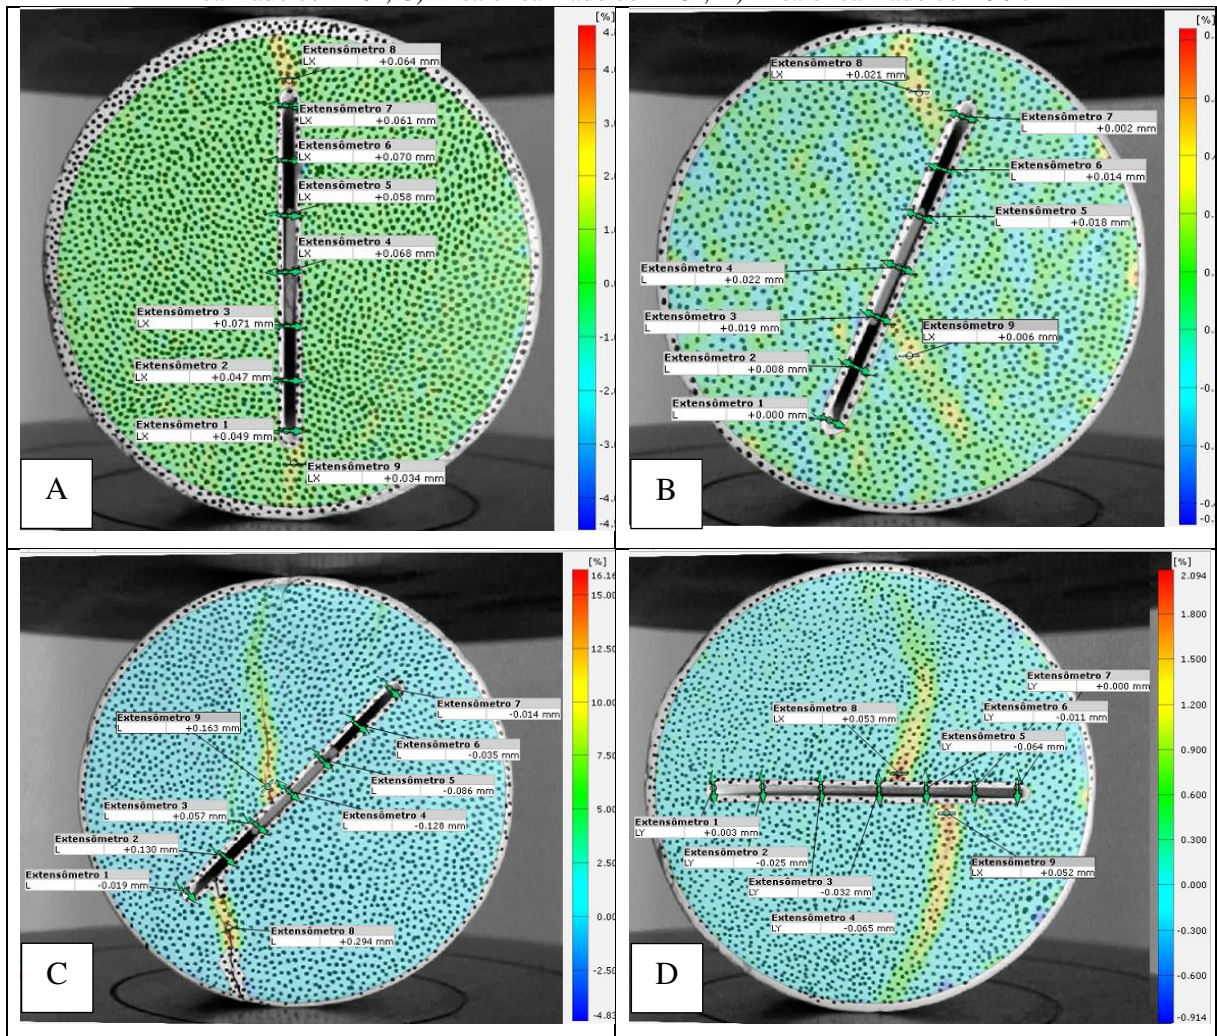 [%]
Extensômetro 8
LX +0.064 mm
Extensômetro 7
LX +0.061 mm
Extensômetro 6
LX +0.070 mm
Extensômetro 5
LX +0.058 mm
Extensômetro 4
LX +0.068 mm
Extensômetro 3
LX +0.071 mm
Extensômetro 2
LX +0.047 mm
Extensômetro 1
LX +0.049 mm
Extensômetro 9
LX +0.034 mm
A
[%]
Extensômetro 8
LX +0.021 mm
Extensômetro 7
L +0.002 mm
Extensômetro 6
L +0.014 mm
Extensômetro 5
L +0.018 mm
Extensômetro 4
L +0.022 mm
Extensômetro 3
L +0.019 mm
Extensômetro 9
LX +0.006 mm
Extensômetro 2
L +0.008 mm
Extensômetro 1
L +0.000 mm
B
[%]
15.00
12.50
10.00
7.50
5.00
2.50
0.00
-2.50
-4.83
Extensômetro 7
L -0.014 mm
Extensômetro 9
L +0.163 mm
Extensômetro 6
L -0.035 mm
Extensômetro 5
L -0.086 mm
Extensômetro 3
L +0.057 mm
Extensômetro 4
L -0.128 mm
Extensômetro 2
L +0.130 mm
Extensômetro 1
L -0.019 mm
Extensômetro 8
L +0.294 mm
C
[%]
2.094
1.800
1.500
1.200
0.900
0.600
0.300
0.000
-0.300
-0.600
-0.914
Extensômetro 7
LY +0.000 mm
Extensômetro 8
LX +0.053 mm
Extensômetro 6
LY -0.011 mm
Extensômetro 5
LY -0.064 mm
Extensômetro 1
LY +0.003 mm
Extensômetro 2
LY -0.025 mm
Extensômetro 9
LX +0.052 mm
Extensômetro 3
LY -0.032 mm
Extensômetro 4
LY -0.065 mm
D